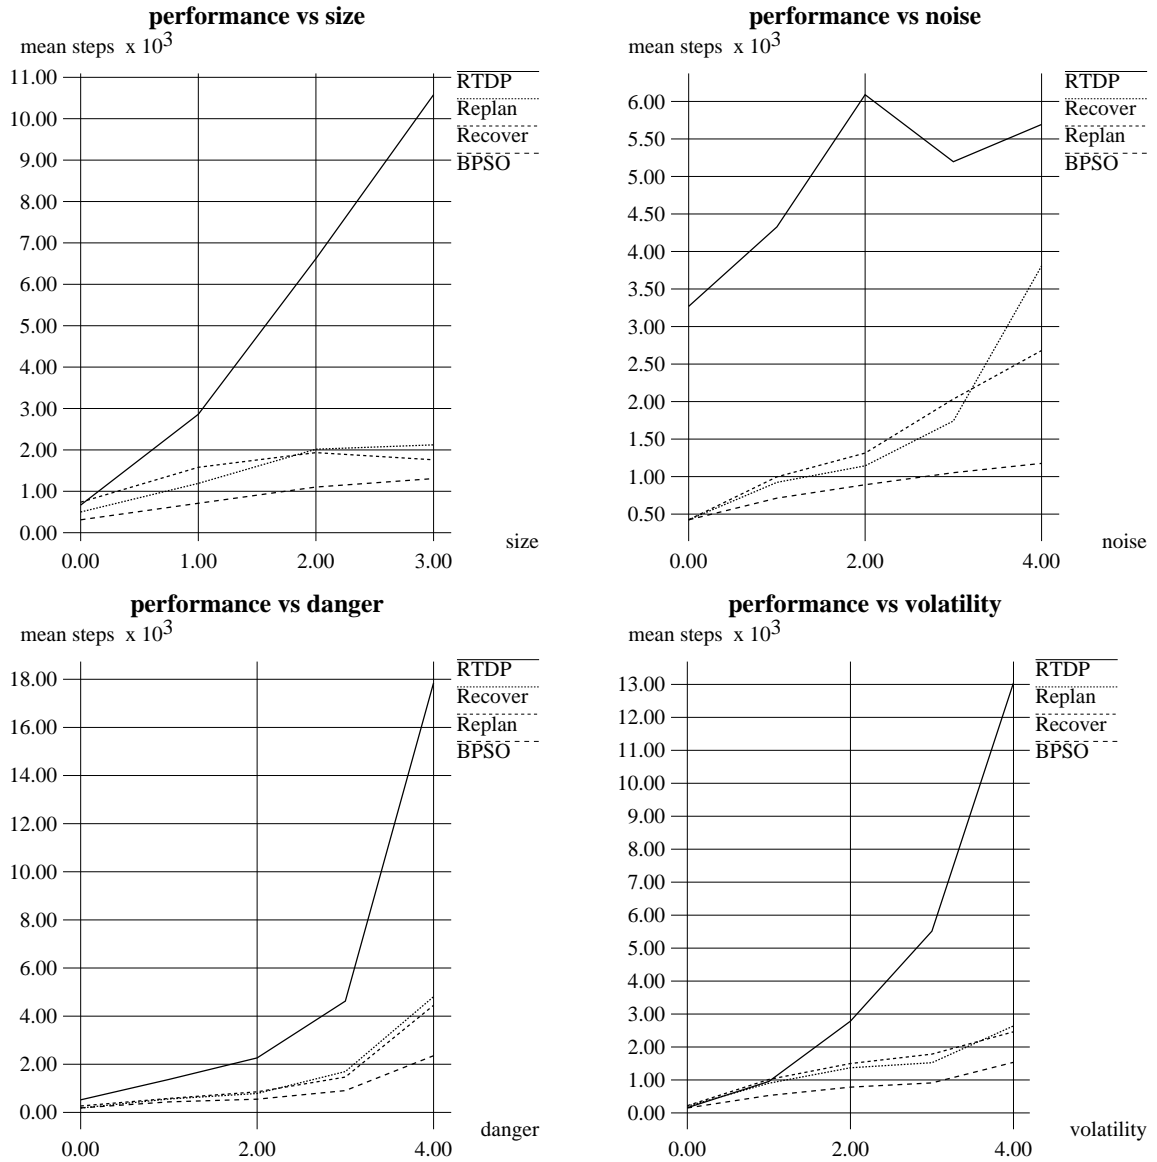 performance vs size
mean steps x 103
11.00
10.00
9.00
8.00
7.00
6.00
5.00
4.00
3.00
2.00
1.00
0.00
0.00 1.00 2.00 3.00
size
RTDP
Replan
Recover
BPSO
performance vs noise
mean steps x 103
6.00
5.50
5.00
4.50
4.00
3.50
3.00
2.50
2.00
1.50
1.00
0.50
0.00 2.00 4.00
noise
RTDP
Recover
Replan
BPSO
performance vs danger
mean steps x 103
18.00
16.00
14.00
12.00
10.00
8.00
6.00
4.00
2.00
0.00
0.00 2.00 4.00
danger
RTDP
Recover
Replan
BPSO
performance vs volatility
mean steps x 103
13.00
12.00
11.00
10.00
9.00
8.00
7.00
6.00
5.00
4.00
3.00
2.00
1.00
0.00
0.00 2.00 4.00
volatility
RTDP
Replan
Recover
BPSO